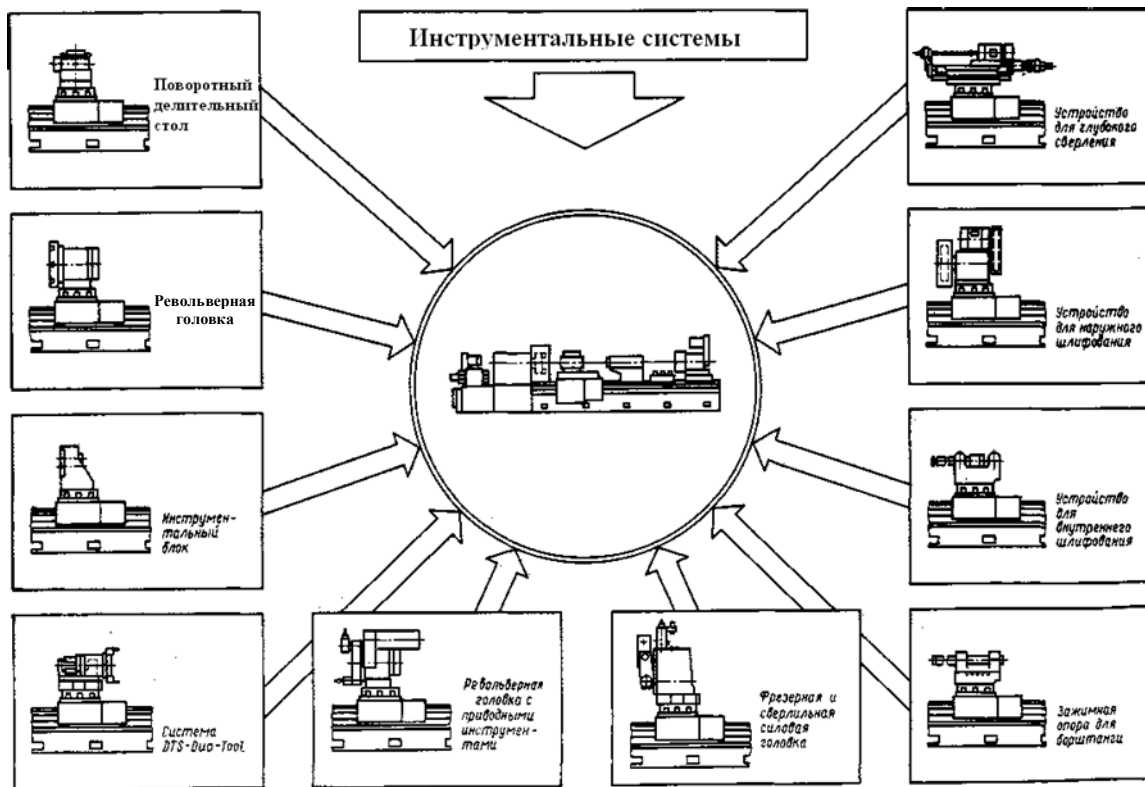 Инструментальные системы
Поворотный
делительный
стол
Револьверная
головка
Инструмен-
тальный
блок
Система
DTS-Duo-Tool
Револьверная
головка с
приводными
инструмен-
тами
Фрезерная и
сверлильная
силовая
головка
Устройство
для глубокого
сверления
Устройство
для наружного
шлифования
Устройство
для
внутреннего
шлифования
Зажимная
опора для
борштанги